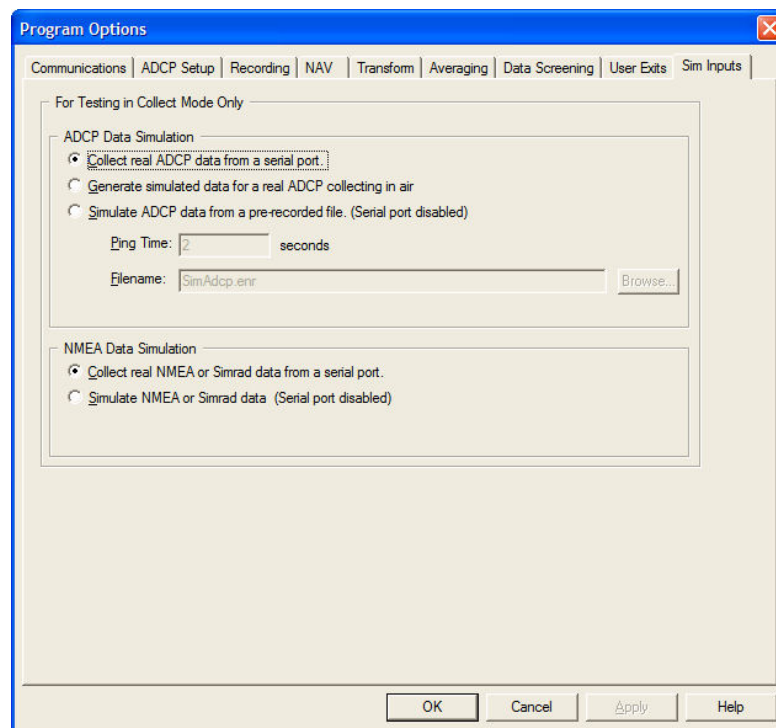 Program Options
Communications ADCP Setup Recording NAV Transform Averaging Data Screening User Exits Sim Inputs
For Testing in Collect Mode Only
ADCP Data Simulation
Collect real ADCP data from a serial port.
Generate simulated data for a real ADCP collecting in air
Simulate ADCP data from a pre-recorded file. (Serial port disabled)
Ping Time: 2 seconds
Filename: SimAdcp.enr Browse...
NMEA Data Simulation
Collect real NMEA or Simrad data from a serial port.
Simulate NMEA or Simrad data (Serial port disabled)
OK Cancel Apply Help